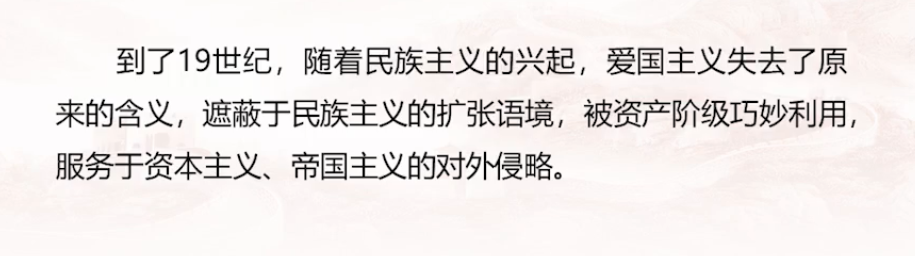 到了19世纪，随着民族主义的兴起，爱国主义失去了原
来的含义，遮蔽于民族主义的扩张语境，被资产阶级巧妙利用，
服务于资本主义、帝国主义的对外侵略。